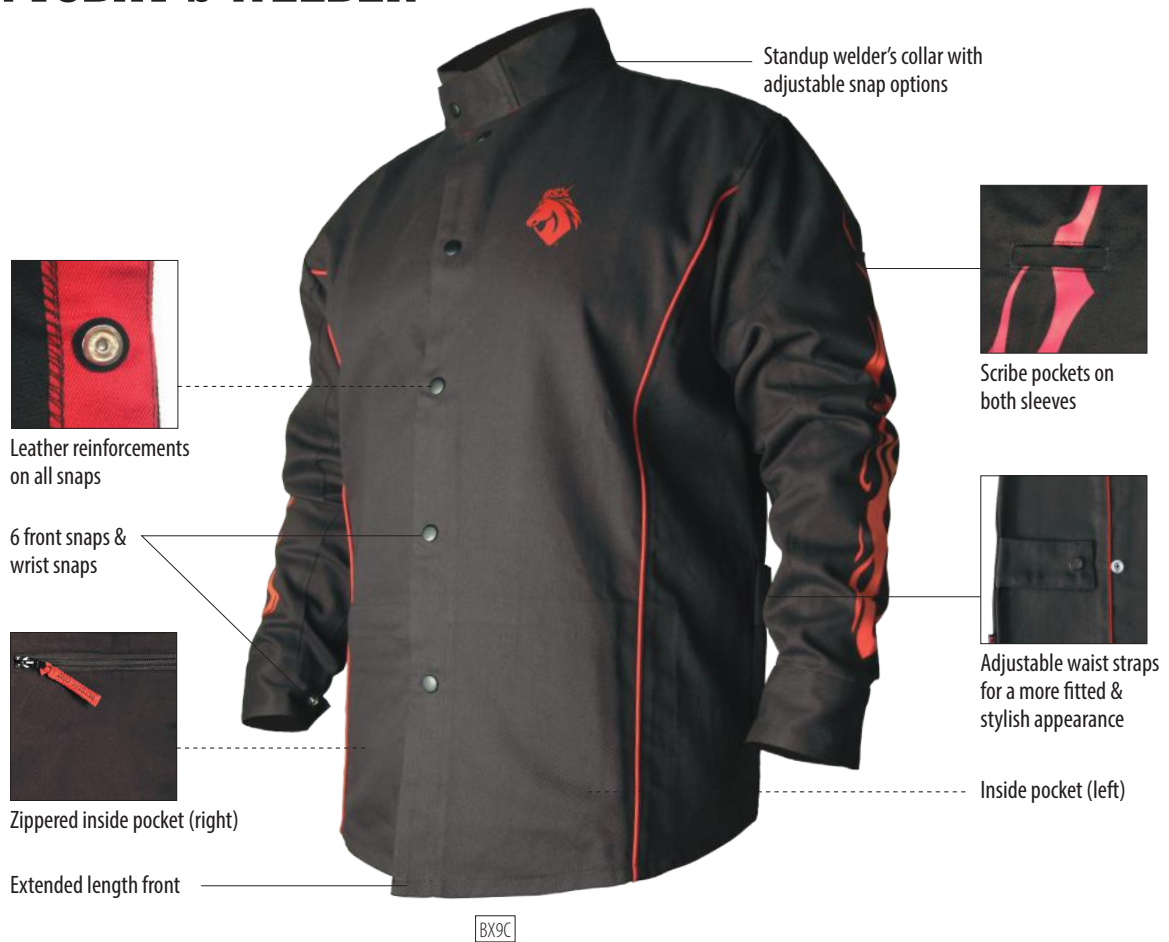 WELDER
Standup welder's collar with
adjustable snap options
BSX
Scribe pockets on
both sleeves
Leather reinforcements
on all snaps
6 front snaps &
wrist snaps
Adjustable waist straps
for a more fitted &
stylish appearance
Inside pocket (left)
Zippered inside pocket (right)
Extended length front
BX9C